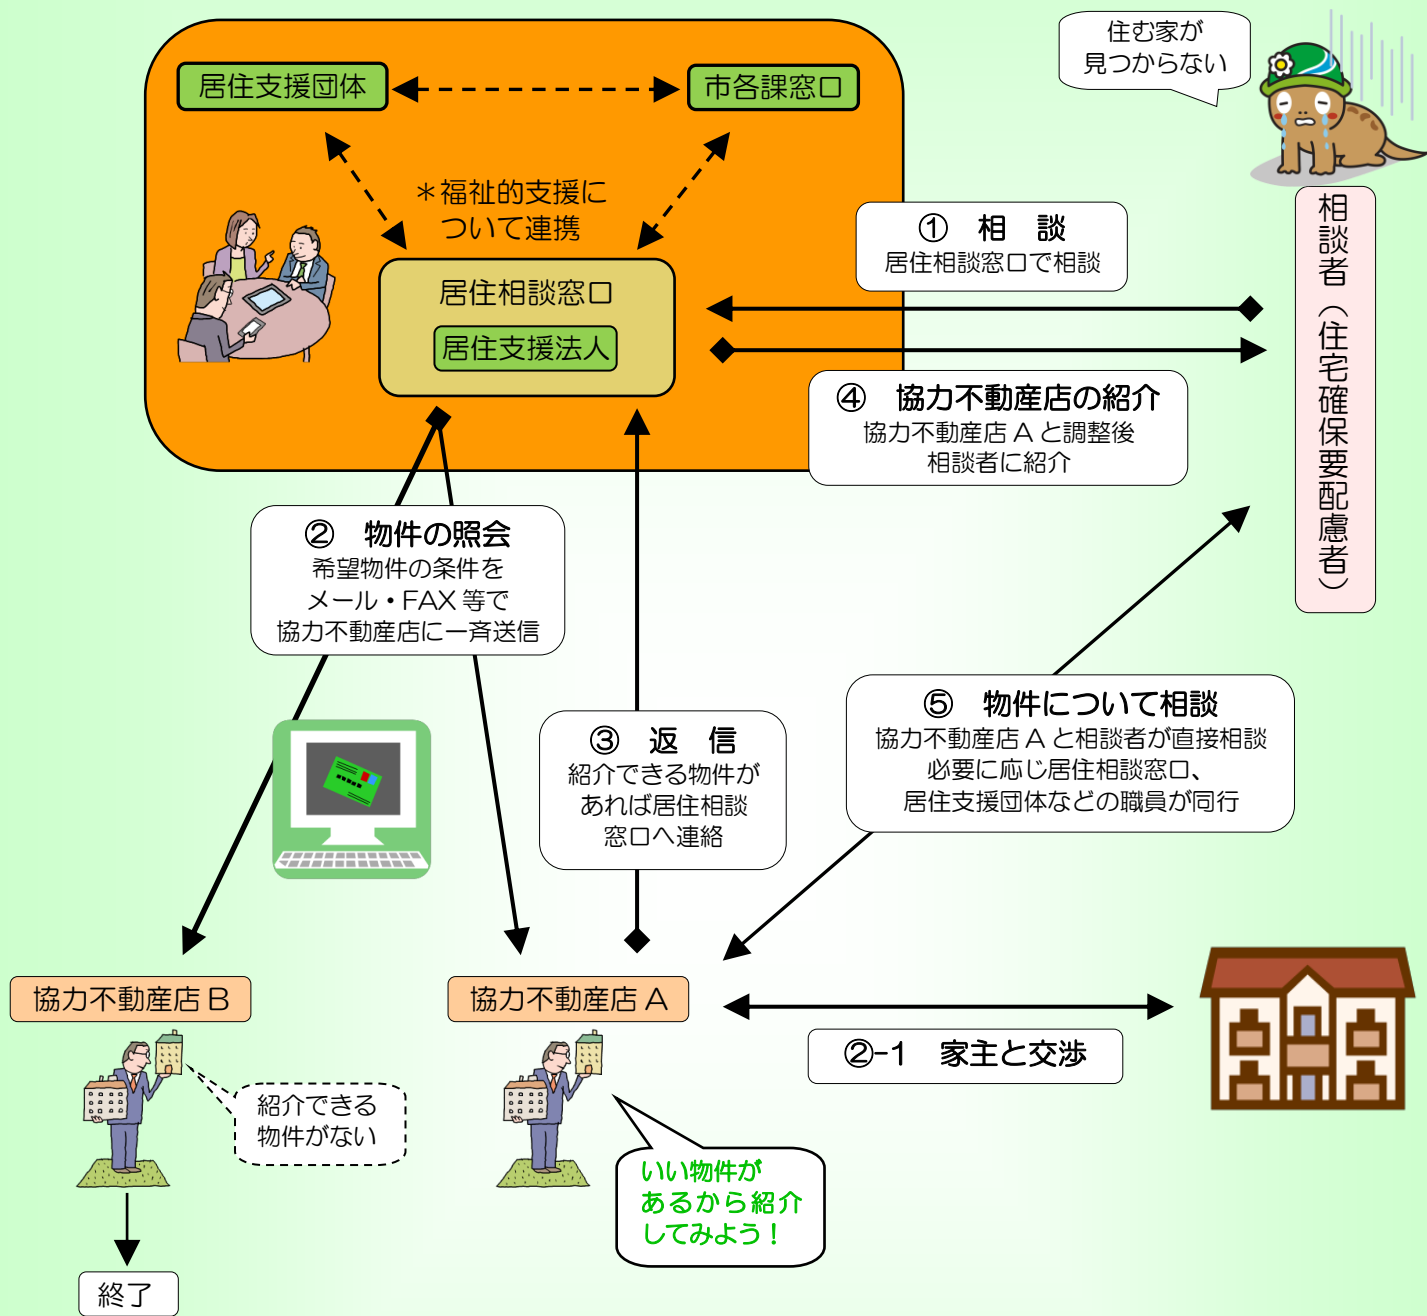 住む家が
見つからない
居住支援団体
市各課窓口
＊福祉的支援に
ついて連携
居住相談窓口
居住支援法人
① 相 談
居住相談窓口で相談
相談者（住宅確保要配慮者）
④ 協力不動産店の紹介
協力不動産店 A と調整後
相談者に紹介
② 物件の照会
希望物件の条件を
メール・FAX 等で
協力不動産店に一斉送信
③ 返 信
紹介できる物件が
あれば居住相談
窓口へ連絡
⑤ 物件について相談
協力不動産店 A と相談者が直接相談
必要に応じ居住相談窓口、
居住支援団体などの職員が同行
協力不動産店 B
協力不動産店 A
②-1 家主と交渉
紹介できる
物件がない
いい物件が
あるから紹介
してみよう！
終了